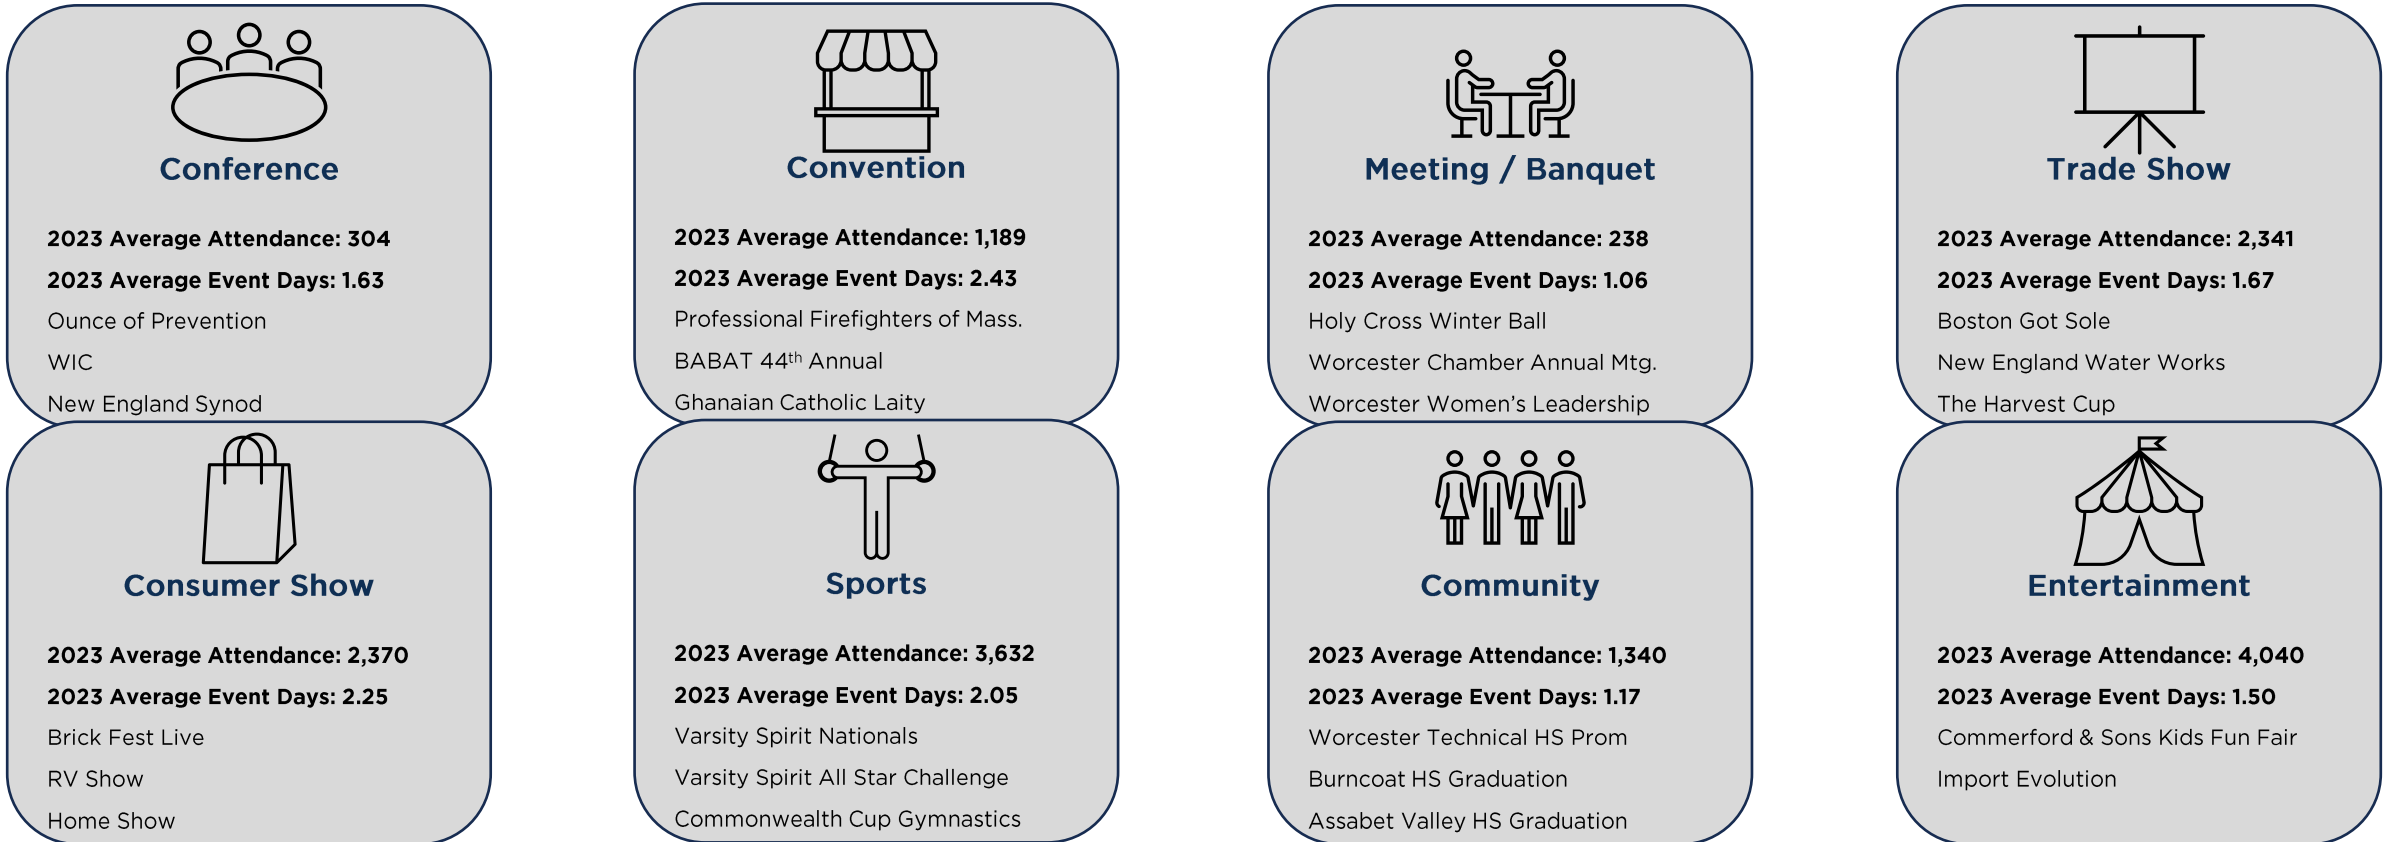 Conference
2023 Average Attendance: 304
2023 Average Event Days: 1.63
Ounce of Prevention
WIC
New England Synod
Convention
2023 Average Attendance: 1,189
2023 Average Event Days: 2.43
Professional Firefighters of Mass.
BABAT 44th Annual
Ghanaian Catholic Laity
Meeting / Banquet
2023 Average Attendance: 238
2023 Average Event Days: 1.06
Holy Cross Winter Ball
Worcester Chamber Annual Mtg.
Worcester Women's Leadership
Trade Show
2023 Average Attendance: 2,341
2023 Average Event Days: 1.67
Boston Got Sole
New England Water Works
The Harvest Cup
Consumer Show
2023 Average Attendance: 2,370
2023 Average Event Days: 2.25
Brick Fest Live
RV Show
Home Show
Sports
2023 Average Attendance: 3,632
2023 Average Event Days: 2.05
Varsity Spirit Nationals
Varsity Spirit All Star Challenge
Commonwealth Cup Gymnastics
Community
2023 Average Attendance: 1,340
2023 Average Event Days: 1.17
Worcester Technical HS Prom
Burncoat HS Graduation
Assabet Valley HS Graduation
Entertainment
2023 Average Attendance: 4,040
2023 Average Event Days: 1.50
Commerford & Sons Kids Fun Fair
Import Evolution